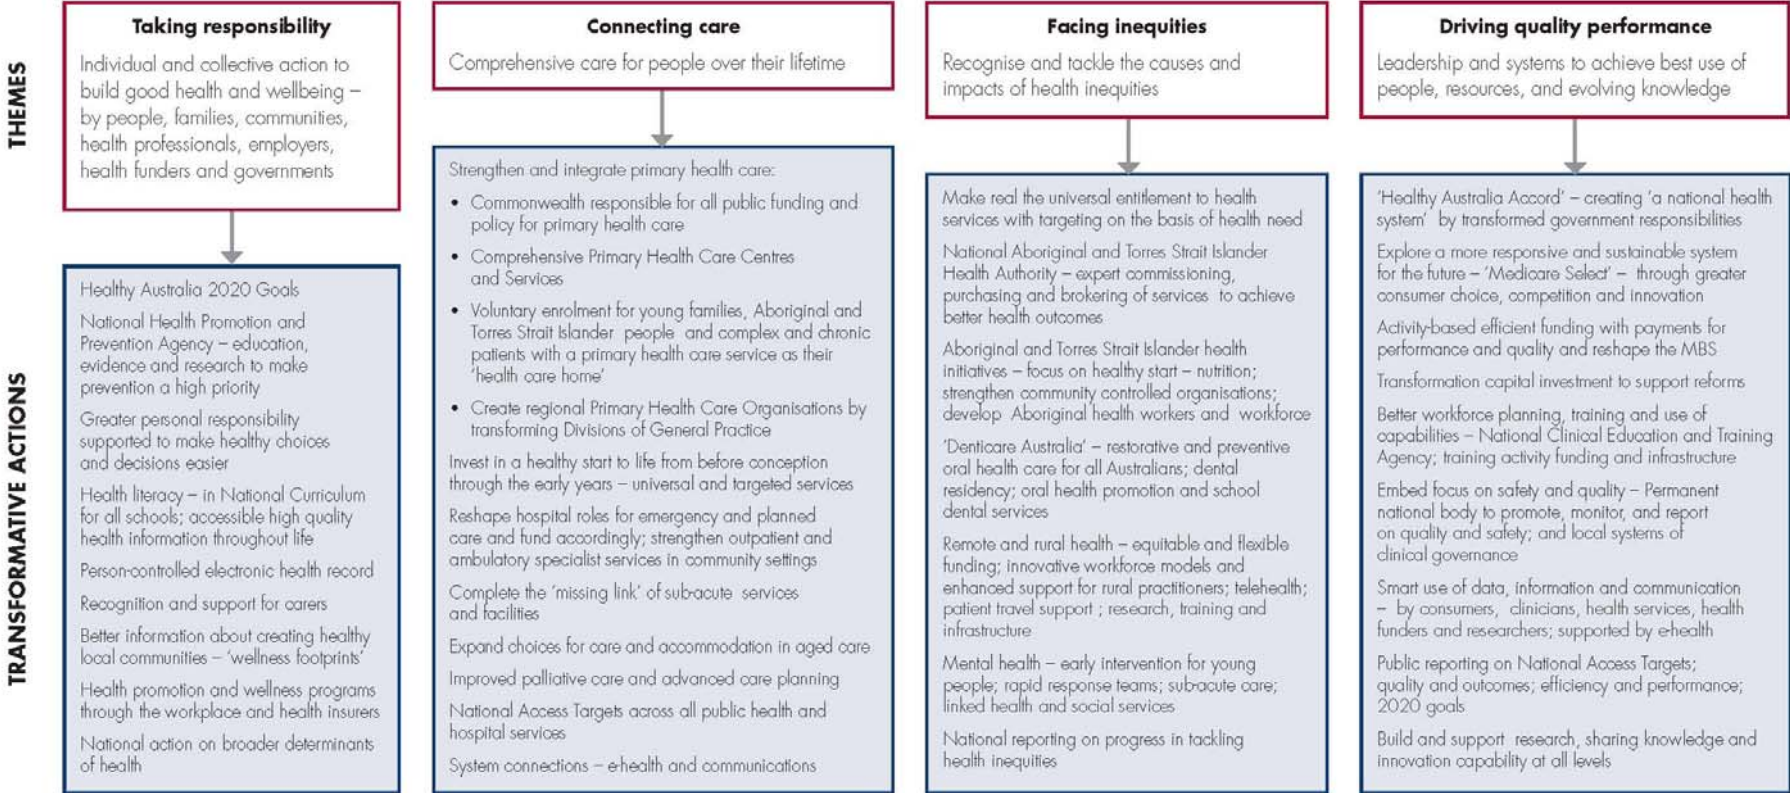 THEMES
Taking responsibility
Individual and collective action to
build good health and wellbeing –
by people, families, communities,
health professionals, employers,
health funders and governments
Connecting care
Comprehensive care for people over their lifetime
Facing inequities
Recognise and tackle the causes and
impacts of health inequities
Driving quality performance
Leadership and systems to achieve best use of
people, resources, and evolving knowledge
TRANSFORMATIVE ACTIONS
Healthy Australia 2020 Goals
National Health Promotion and
Prevention Agency – education,
evidence and research to make
prevention a high priority
Greater personal responsibility
supported to make healthy choices
and decisions easier
Health literacy – in National Curriculum
for all schools; accessible high quality
health information throughout life
Person-controlled electronic health record
Recognition and support for carers
Better information about creating healthy
local communities – 'wellness footprints'
Health promotion and wellness programs
through the workplace and health insurers
National action on broader determinants
of health
Strengthen and integrate primary health care:
• Commonwealth responsible for all public funding and
policy for primary health care
• Comprehensive Primary Health Care Centres
and Services
• Voluntary enrolment for young families, Aboriginal and
Torres Strait Islander people and complex and chronic
patients with a primary health care service as their
'health care home'
• Create regional Primary Health Care Organisations by
transforming Divisions of General Practice
Invest in a healthy start to life from before conception
through the early years – universal and targeted services
Reshape hospital roles for emergency and planned
care and fund accordingly; strengthen outpatient and
ambulatory specialist services in community settings
Complete the 'missing link' of sub-acute services
and facilities
Expand choices for care and accommodation in aged care
Improved palliative care and advanced care planning
National Access Targets across all public health and
hospital services
System connections – e-health and communications
Make real the universal entitlement to health
services with targeting on the basis of health need
National Aboriginal and Torres Strait Islander
Health Authority – expert commissioning,
purchasing and brokering of services to achieve
better health outcomes
Aboriginal and Torres Strait Islander health
initiatives – focus on healthy start – nutrition;
strengthen community controlled organisations;
develop Aboriginal health workers and workforce
'Denticare Australia' – restorative and preventive
oral health care for all Australians; dental
residency; oral health promotion and school
dental services
Remote and rural health – equitable and flexible
funding; innovative workforce models and
enhanced support for rural practitioners; telehealth;
patient travel support ; research, training and
infrastructure
Mental health – early intervention for young
people; rapid response teams; sub-acute care;
linked health and social services
National reporting on progress in tackling
health inequities
'Healthy Australia Accord' – creating 'a national health
system' by transformed government responsibilities
Explore a more responsive and sustainable system
for the future – 'Medicare Select' – through greater
consumer choice, competition and innovation
Activity-based efficient funding with payments for
performance and quality and reshape the MBS
Transformation capital investment to support reforms
Better workforce planning, training and use of
capabilities – National Clinical Education and Training
Agency; training activity funding and infrastructure
Embed focus on safety and quality – Permanent
national body to promote, monitor, and report
on quality and safety; and local systems of
clinical governance
Smart use of data, information and communication
– by consumers, clinicians, health services, health
funders and researchers; supported by e-health
Public reporting on National Access Targets;
quality and outcomes; efficiency and performance;
2020 goals
Build and support research, sharing knowledge and
innovation capability at all levels